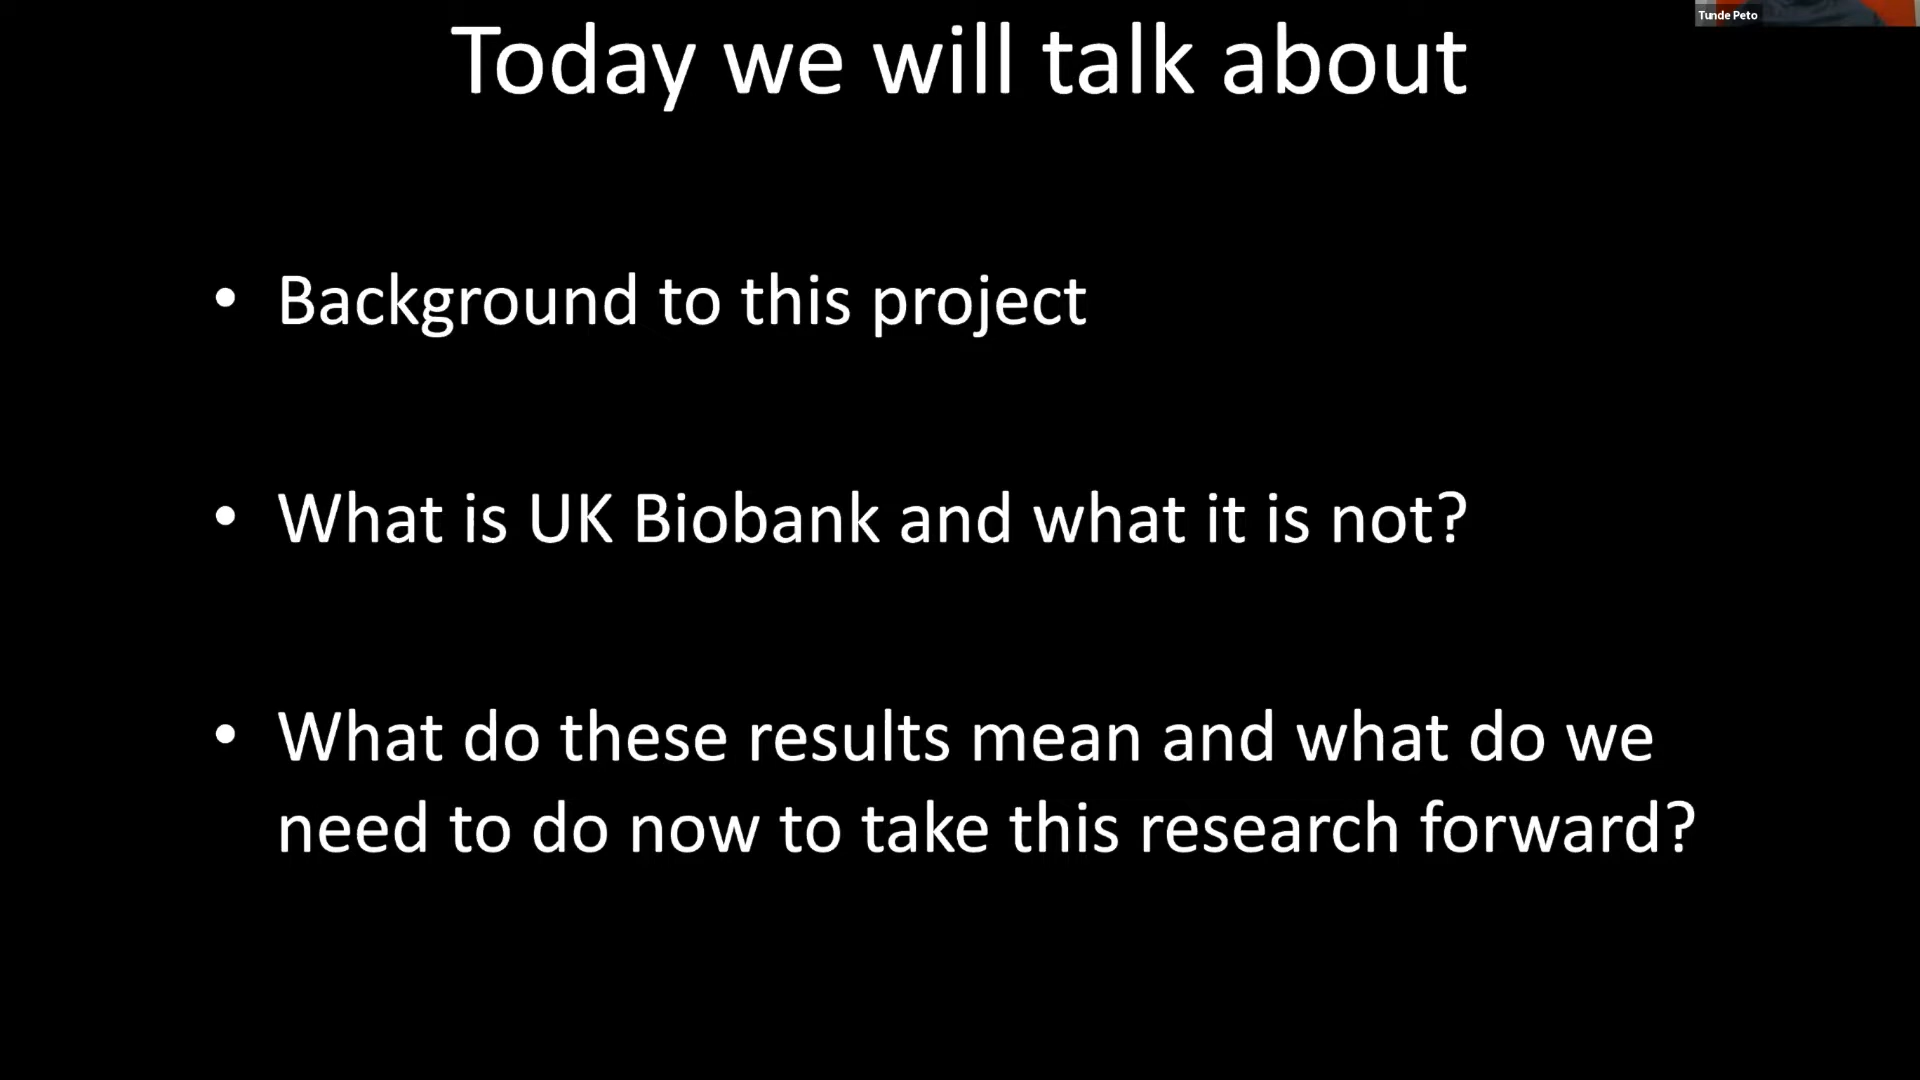 Tunde Peto
Today we will talk about
• Background to this project
• What is UK Biobank and what it is not?
• What do these results mean and what do we
need to do now to take this research forward?